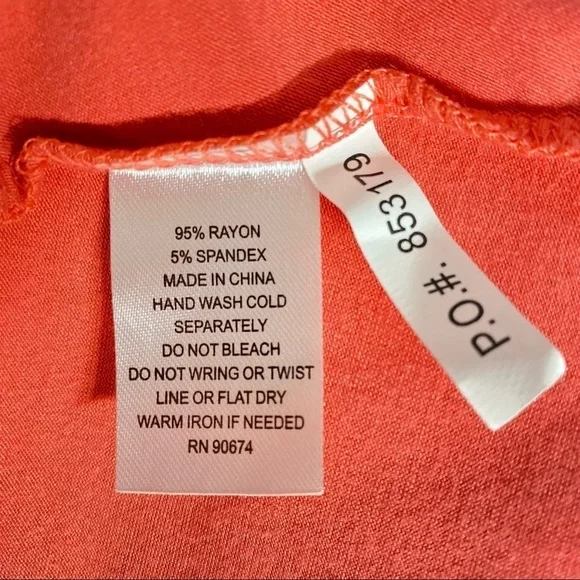 95% RAYON
5% SPANDEX
MADE IN CHINA
HAND WASH COLD
SEPARATELY
DO NOT BLEACH
DO NOT WRING OR TWIST
LINE OR FLAT DRY
WARM IRON IF NEEDED
RN 90674
P.O.#. 853179